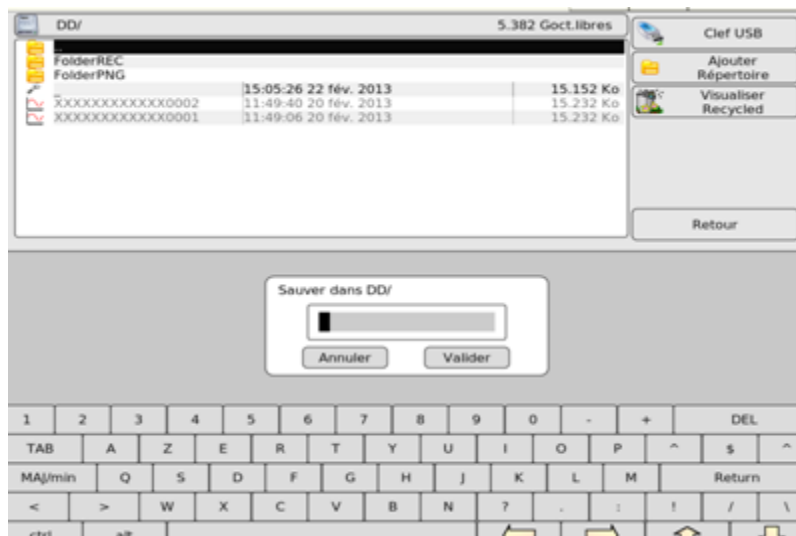 DD/ 5.382 Goct.libres
..
FolderREC
FolderPNG
_ 15:05:26 22 fév. 2013 15.152 Ko
XXXXXXXXXXXXX0002 11:49:40 20 fév. 2013 15.232 Ko
XXXXXXXXXXXXX0001 11:49:06 20 fév. 2013 15.232 Ko
Clef USB
Ajouter
Répertoire
Visualiser
Recycled
Retour
Sauver dans DD/
Annuler Valider
1 2 3 4 5 6 7 8 9 0 - + DEL
TAB A Z E R T Y U I O P ^ $ ^
MAJ/min Q S D F G H J K L M Return
< > W X C V B N ? . : ! / \
ctrl alt